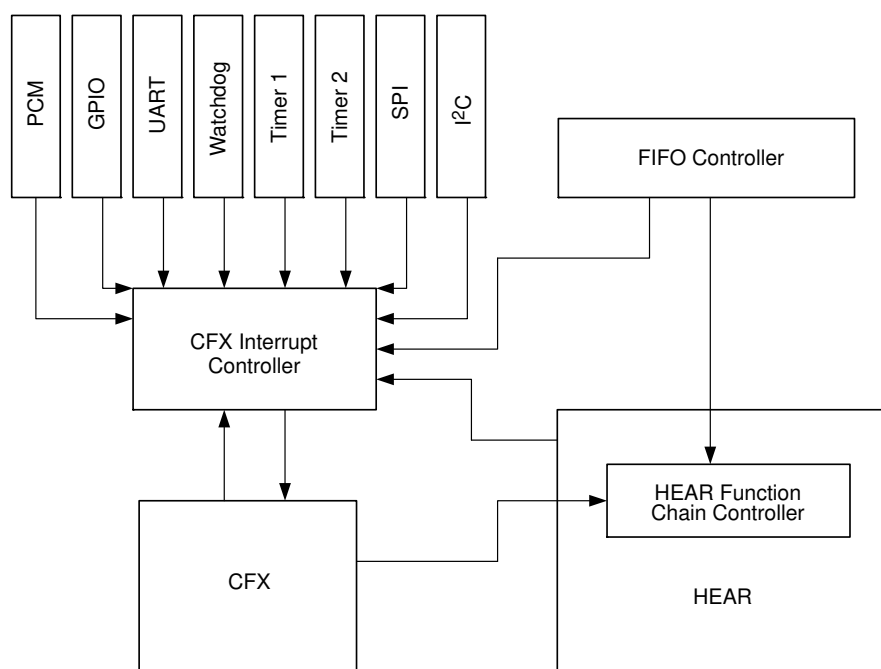 PCM
GPIO
UART
Watchdog
Timer 1
Timer 2
SPI
I²C
FIFO Controller
CFX Interrupt
Controller
HEAR Function
Chain Controller
CFX
HEAR